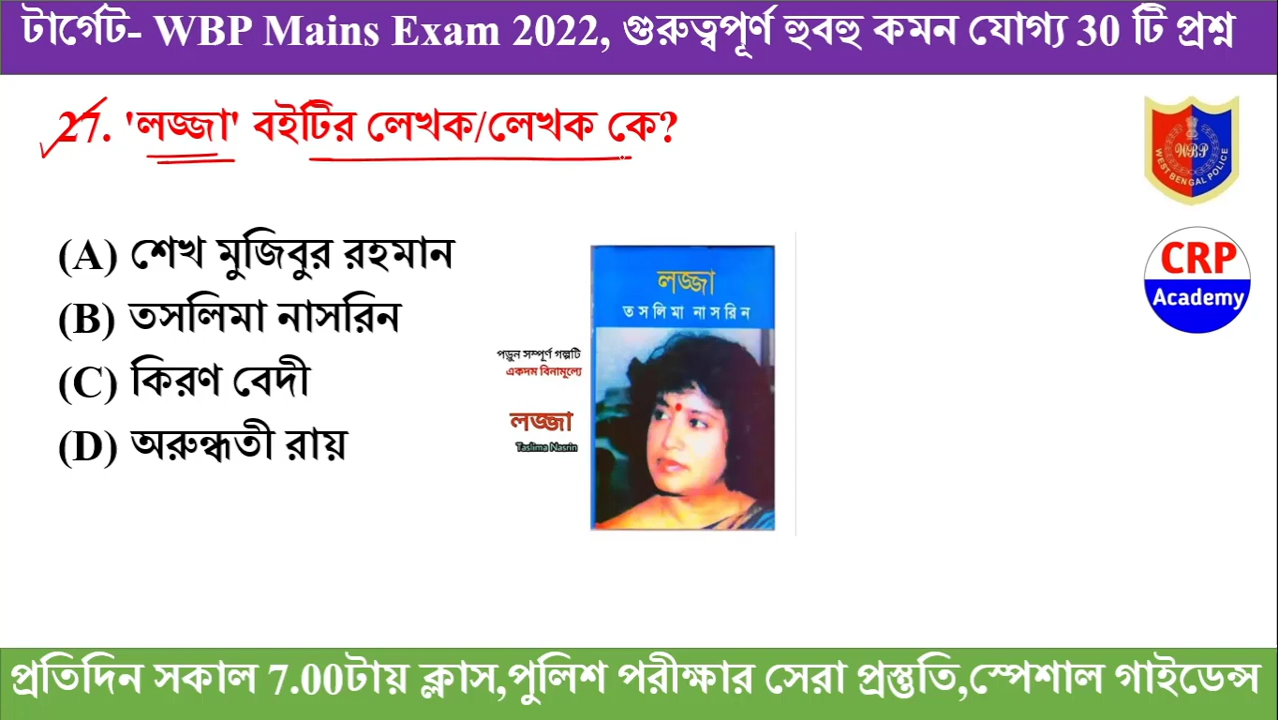 টার্গেট- WBP Mains Exam 2022, গুরুত্বপূর্ণ হুবহু কমন যোগ্য 30 টি প্রশ্ন
27. 'লজ্জা' বইটির লেখক/লেখক কে?
WBP
WEST BENGAL POLICE
(A) শেখ মুজিবুর রহমান
(B) তসলিমা নাসরিন
(C) কিরণ বেদী
(D) অরুন্ধতী রায়
লজ্জা
তসলিমা নাসরিন
পড়ুন সম্পূর্ণ গল্পটি
একদম বিনামূল্যে
লজ্জা
Taslima Nasrin
CRP
Academy
প্রতিদিন সকাল 7.00টায় ক্লাস,পুলিশ পরীক্ষার সেরা প্রস্তুতি,স্পেশাল গাইডেন্স